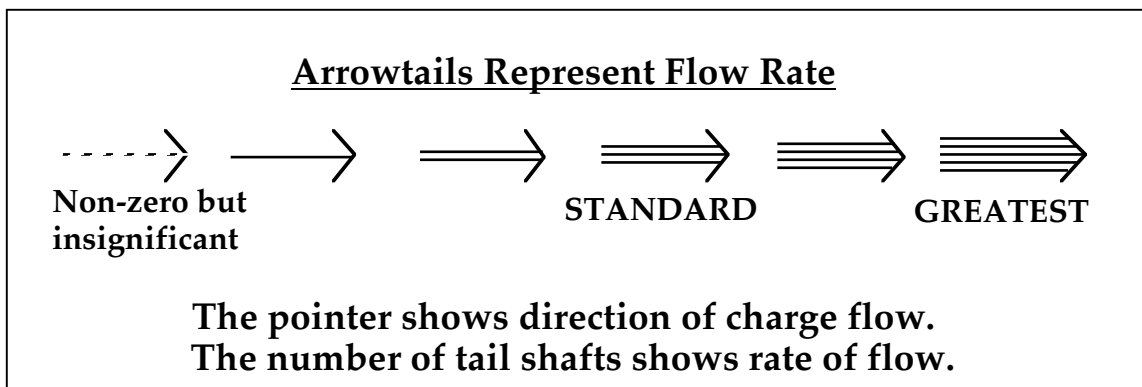 Arrowtails Represent Flow Rate
Non-zero but
insignificant
STANDARD
GREATEST
The pointer shows direction of charge flow.
The number of tail shafts shows rate of flow.